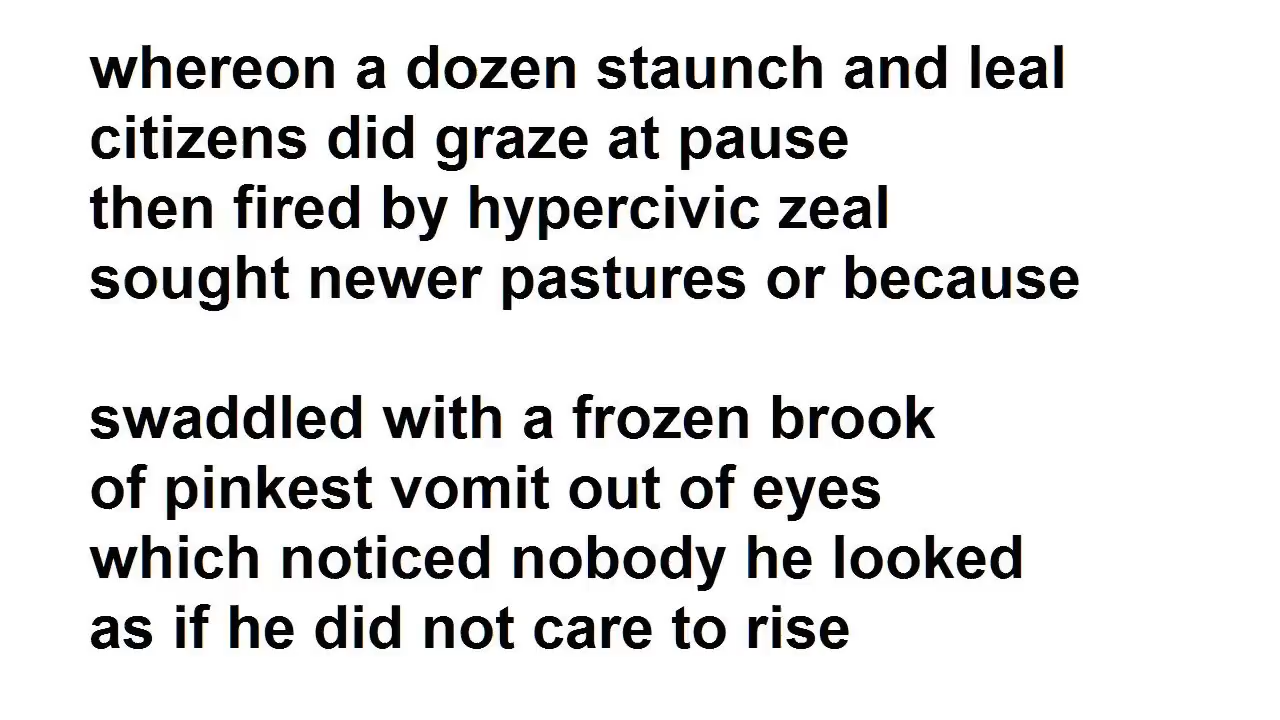 whereon a dozen staunch and leal
citizens did graze at pause
then fired by hypercivic zeal
sought newer pastures or because
swaddled with a frozen brook
of pinkest vomit out of eyes
which noticed nobody he looked
as if he did not care to rise